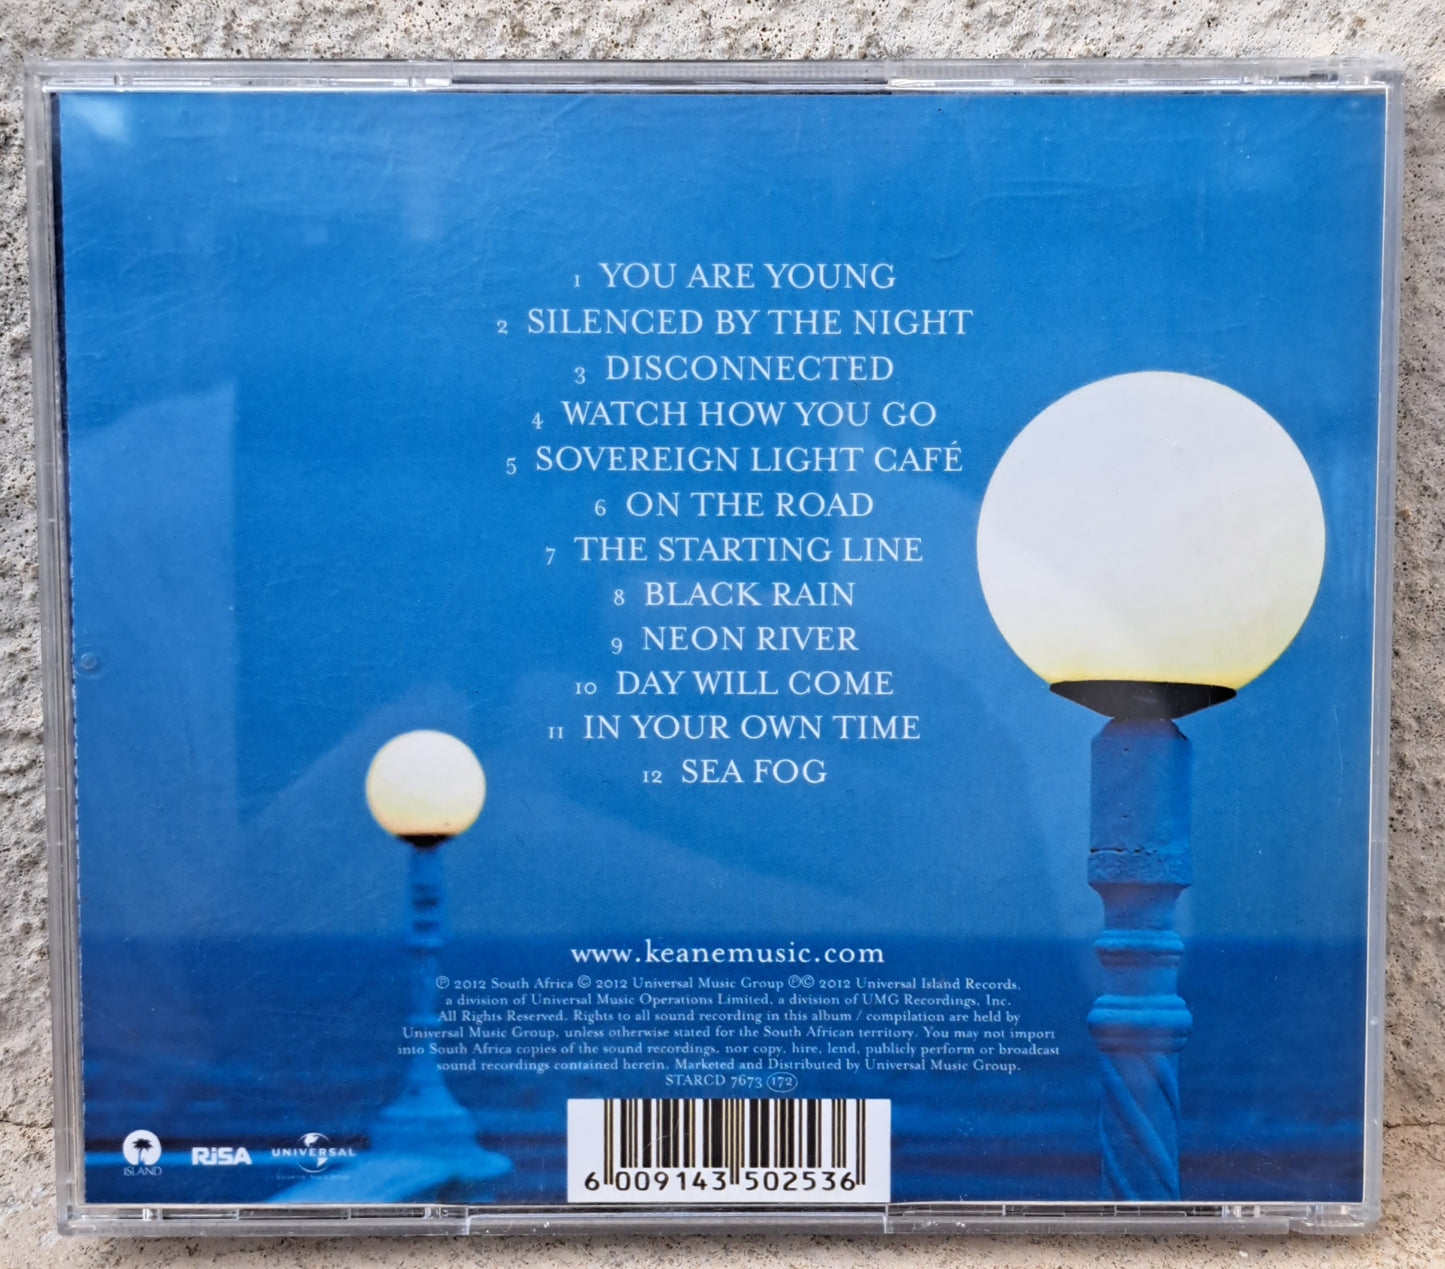 1 YOU ARE YOUNG
2 SILENCED BY THE NIGHT
3 DISCONNECTED
4 WATCH HOW YOU GO
5 SOVEREIGN LIGHT CAFÉ
6 ON THE ROAD
7 THE STARTING LINE
8 BLACK RAIN
9 NEON RIVER
10 DAY WILL COME
11 IN YOUR OWN TIME
12 SEA FOG
www.keanemusic.com
℗ 2012 South Africa © 2012 Universal Music Group ℗© 2012 Universal Island Records,
a division of Universal Music Operations Limited, a division of UMG Recordings, Inc.
All Rights Reserved. Rights to all sound recording in this album / compilation are held by
Universal Music Group, unless otherwise stated for the South African territory. You may not import
into South Africa copies of the sound recordings, nor copy, hire, lend, publicly perform or broadcast
sound recordings contained herein. Marketed and Distributed by Universal Music Group.
STARCD 7673 172
ISLAND
RiSA
UNIVERSAL
6 009143 502536